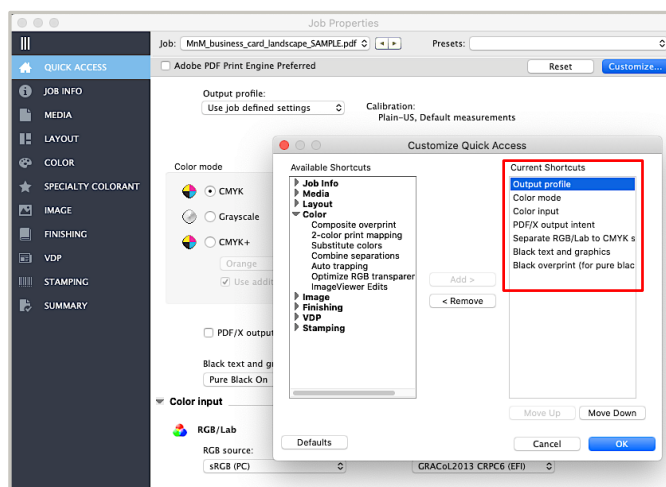 Job Properties
Job: MnM_business_card_landscape_SAMPLE.pdf
Presets:
QUICK ACCESS
JOB INFO
MEDIA
LAYOUT
COLOR
SPECIALTY COLORANT
IMAGE
FINISHING
VDP
STAMPING
SUMMARY
Adobe PDF Print Engine Preferred
Reset
Customize...
Output profile:
Use job defined settings
Calibration:
Plain-US, Default measurements
Color mode
CMYK
Grayscale
CMYK+
Orange
Use addit
PDF/X outpu
Black text and gr
Pure Black On
Color input
RGB/Lab
RGB source:
sRGB (PC)
GRACoL2013 CRPC6 (EFI)
Customize Quick Access
Available Shortcuts
Job Info
Media
Layout
Color
Composite overprint
2-color print mapping
Substitute colors
Combine separations
Auto trapping
Optimize RGB transparer
ImageViewer Edits
Image
Finishing
VDP
Stamping
Add >
< Remove
Current Shortcuts
Output profile
Color mode
Color input
PDF/X output intent
Separate RGB/Lab to CMYK s
Black text and graphics
Black overprint (for pure blac
Move Up
Move Down
Defaults
Cancel
OK